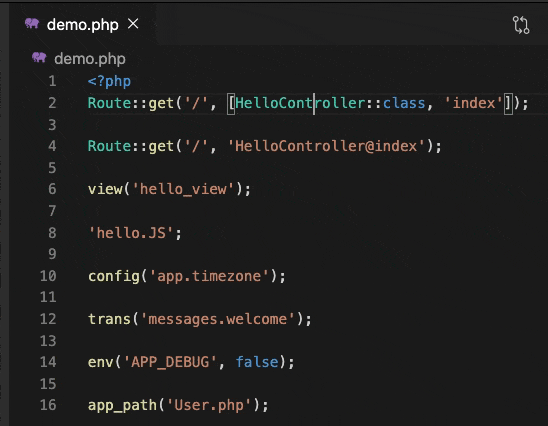 demo.php
demo.php
1 <?php
2 Route::get('/', [HelloController::class, 'index']);
3
4 Route::get('/', 'HelloController@index');
5
6 view('hello_view');
7
8 'hello.JS';
9
10 config('app.timezone');
11
12 trans('messages.welcome');
13
14 env('APP_DEBUG', false);
15
16 app_path('User.php');